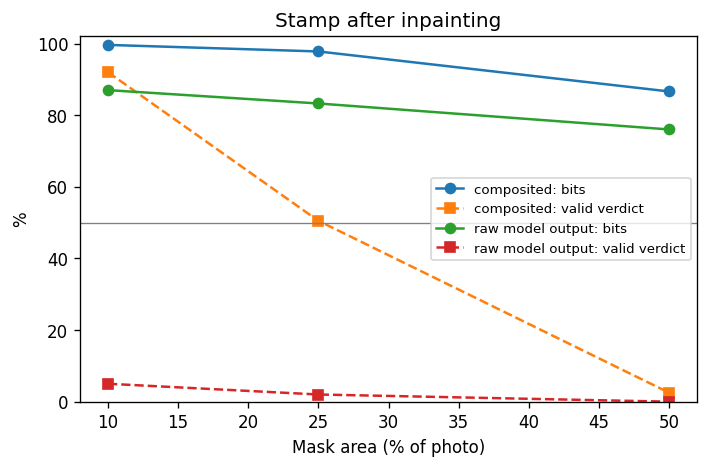 Stamp after inpainting
100
80
60
40
20
0
%
composited: bits
composited: valid verdict
raw model output: bits
raw model output: valid verdict
10 15 20 25 30 35 40 45 50
Mask area (% of photo)